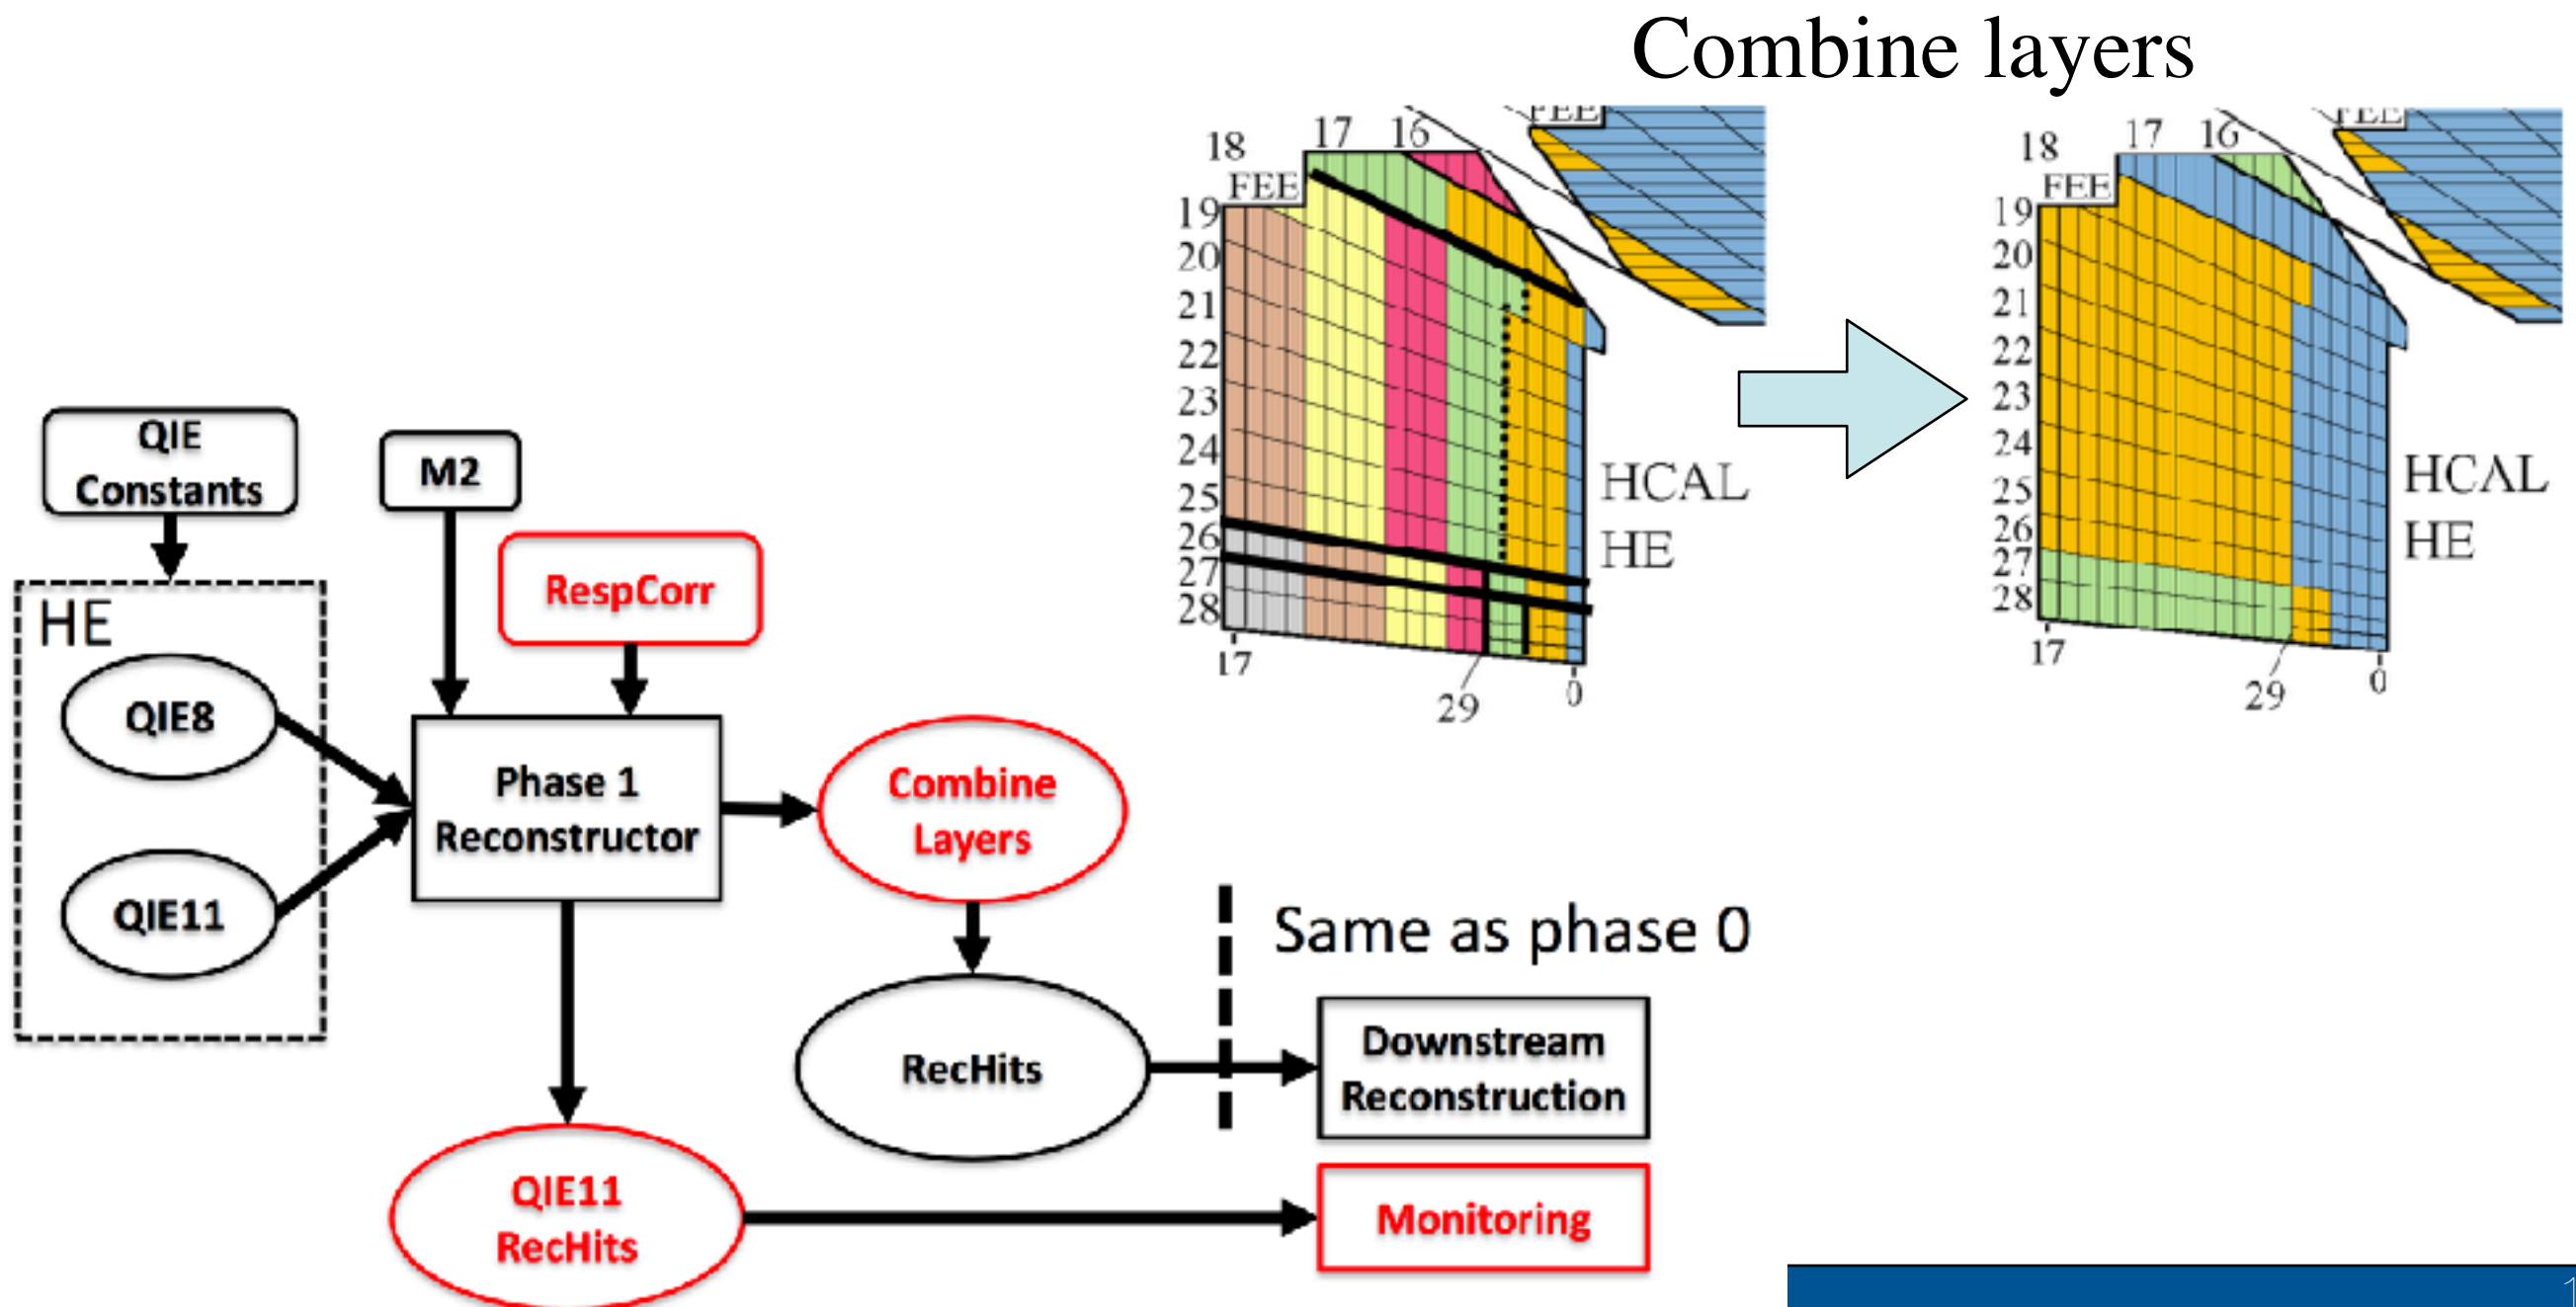 Combine layers
18
17
16
FEE
FEE
19
20
21
22
23
24
25
26
27
28
17
29
0
HCAL
HE
18
17
16
FEE
FEE
19
20
21
22
23
24
25
26
27
28
17
29
0
HCAL
HE
QIE
Constants
M2
RespCorr
HE
QIE8
QIE11
Phase 1
Reconstructor
Combine
Layers
RecHits
Same as phase 0
Downstream
Reconstruction
QIE11
RecHits
Monitoring